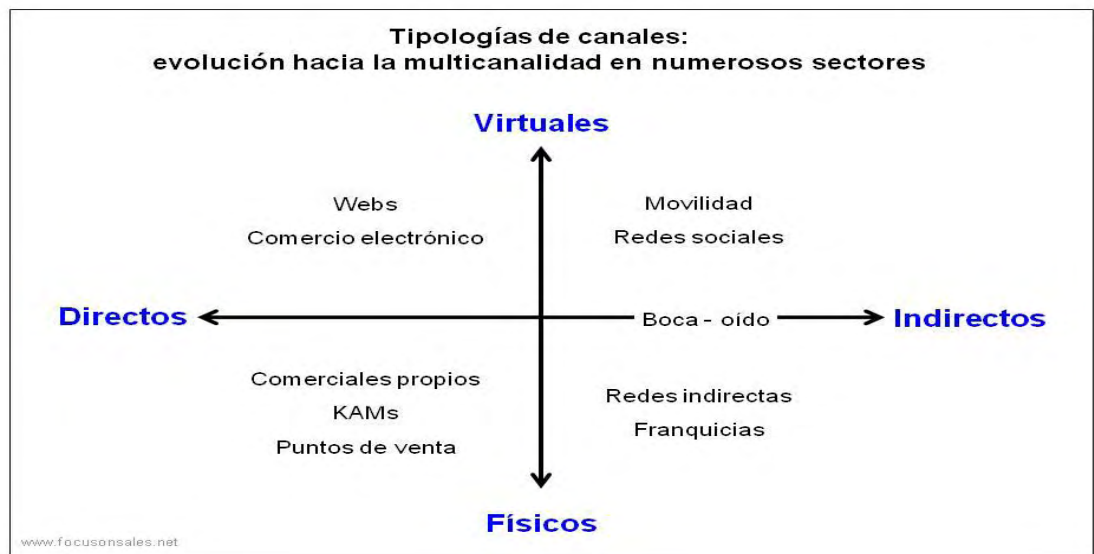 Tipologías de canales:
evolución hacia la multicanalidad en numerosos sectores
Virtuales
Webs
Comercio electrónico
Movilidad
Redes sociales
Directos
Boca - oído
Indirectos
Comerciales propios
KAMs
Puntos de venta
Redes indirectas
Franquicias
Físicos
www.focusonsales.net